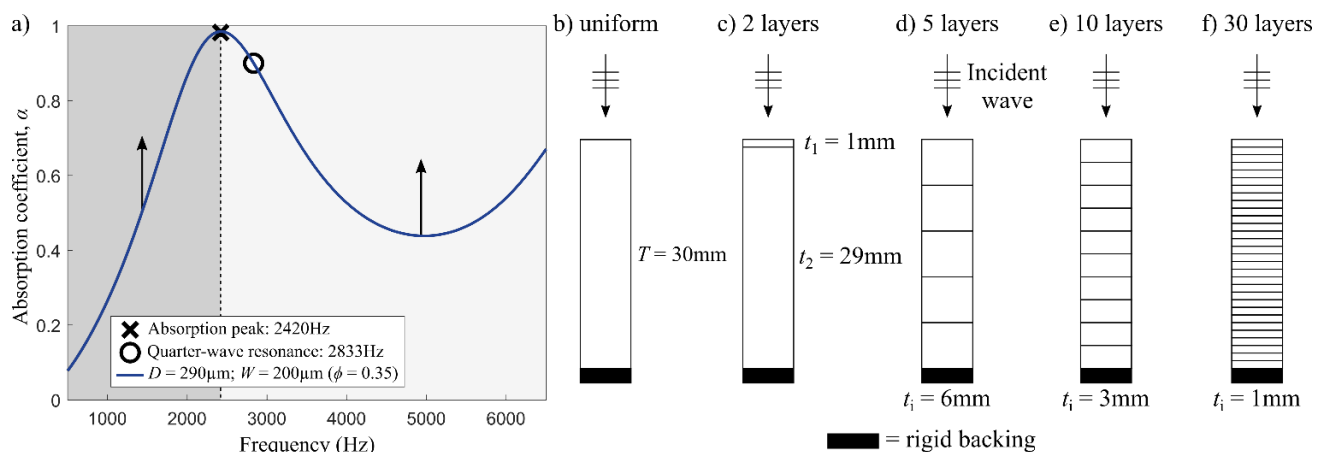 a)
1
0.8
0.6
0.4
0.2
0
Absorption coefficient, α
1000 2000 3000 4000 5000 6000
Frequency (Hz)
Absorption peak: 2420Hz
Quarter-wave resonance: 2833Hz
D = 290μm; W = 200μm (ϕ = 0.35)
b) uniform
T = 30mm
c) 2 layers
t₁ = 1mm
t₂ = 29mm
d) 5 layers
Incident
wave
tᵢ = 6mm
e) 10 layers
tᵢ = 3mm
f) 30 layers
tᵢ = 1mm
= rigid backing